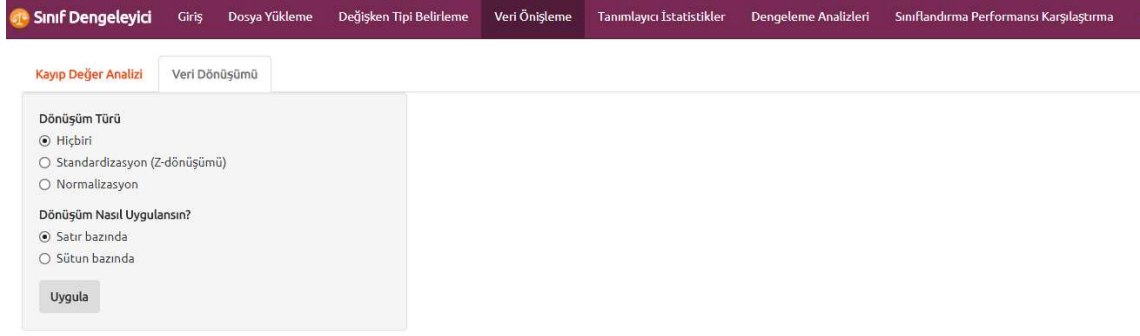 Sınıf Dengeleyici Giriş Dosya Yükleme Değişken Tipi Belirleme Veri Önişleme Tanımlayıcı İstatistikler Dengeleme Analizleri Sınıflandırma Performansı Karşılaştırma
Kayıp Değer Analizi Veri Dönüşümü
Dönüşüm Türü
Hiçbiri
Standardizasyon (Z-dönüşümü)
Normalizasyon
Dönüşüm Nasıl Uygulansın?
Satır bazında
Sütun bazında
Uygula